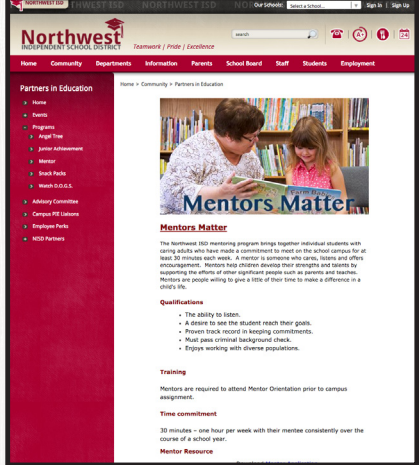 NORTHWEST ISD
Our Schools: Select a School... Sign In | Sign Up
Northwest
INDEPENDENT SCHOOL DISTRICT
Teamwork | Pride | Excellence
search
Home Community Departments Information Parents School Board Staff Students Employment
Partners in Education
Home
Events
Programs
Angel Tree
Junior Achievement
Mentor
Snack Packs
Watch D.O.G.S.
Advisory Committee
Campus PIE Liaisons
Employee Perks
NISD Partners
Home > Community > Partners in Education
Mentors Matter
Mentors Matter
The Northwest ISD mentoring program brings together individual students with
caring adults who have made a commitment to meet on the school campus for at
least 30 minutes each week. A mentor is someone who cares, listens and offers
encouragement. Mentors help children develop their strengths and talents by
supporting the efforts of other significant people such as parents and teachers.
Mentors are people willing to give a little of their time to make a difference in a
child's life.
Qualifications
The ability to listen.
A desire to see the student reach their goals.
Proven track record in keeping commitments.
Must pass criminal background check.
Enjoys working with diverse populations.
Training
Mentors are required to attend Mentor Orientation prior to campus
assignment.
Time commitment
30 minutes – one hour per week with their mentee consistently over the
course of a school year.
Mentor Resource